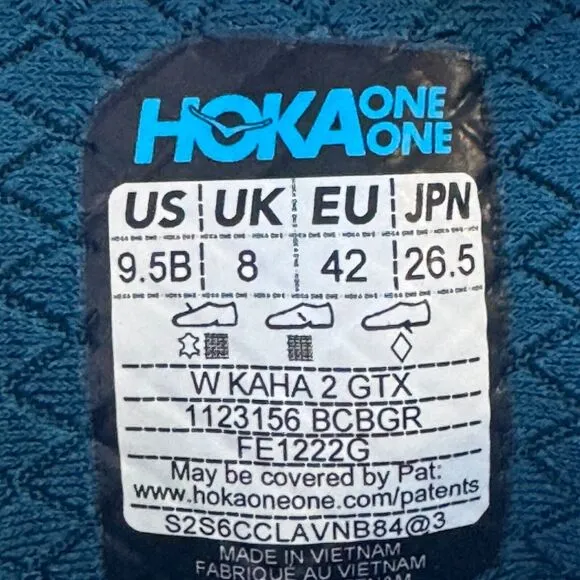 HOKA ONE ONE
US UK EU JPN
9.5B 8 42 26.5
W KAHA 2 GTX
1123156 BCBGR
FE1222G
May be covered by Pat:
www.hokaoneone.com/patents
S2S6CCLAVNB84@3
MADE IN VIETNAM
FABRIQUÉ AU VIETNAM